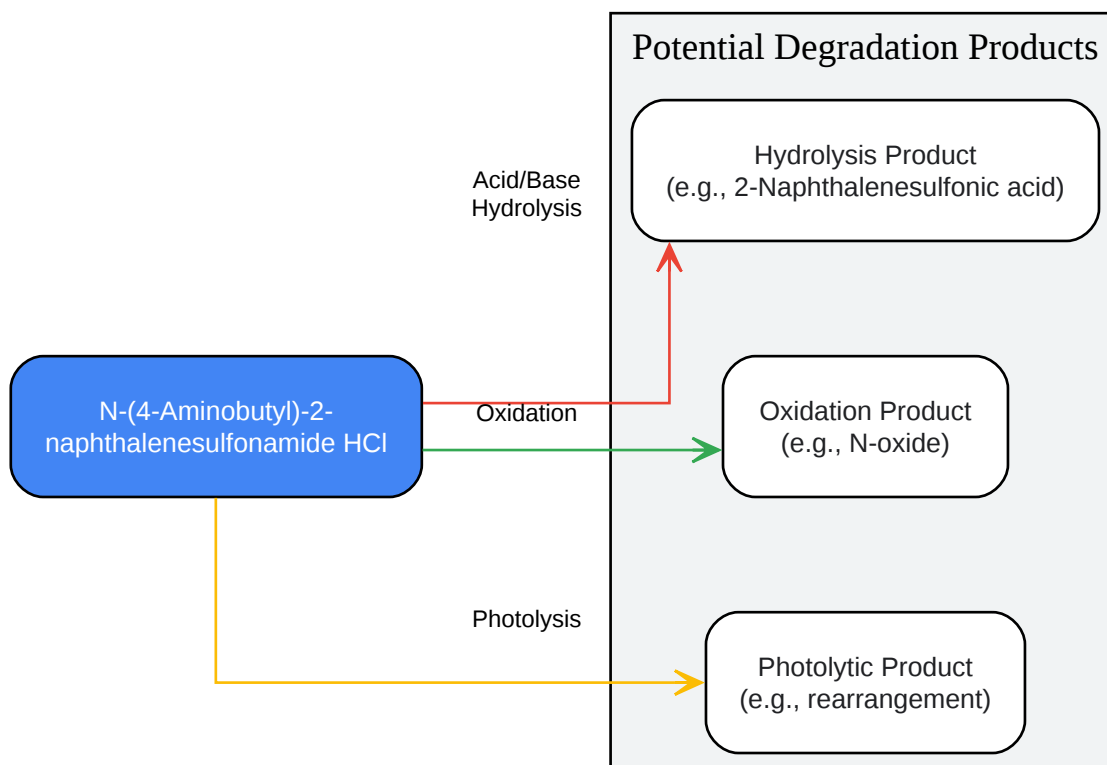 Potential Degradation Products
Hydrolysis Product
(e.g., 2-Naphthalenesulfonic acid)
Acid/Base
Hydrolysis
N-(4-Aminobutyl)-2-
naphthalenesulfonamide HCl
Oxidation
Oxidation Product
(e.g., N-oxide)
Photolysis
Photolytic Product
(e.g., rearrangement)